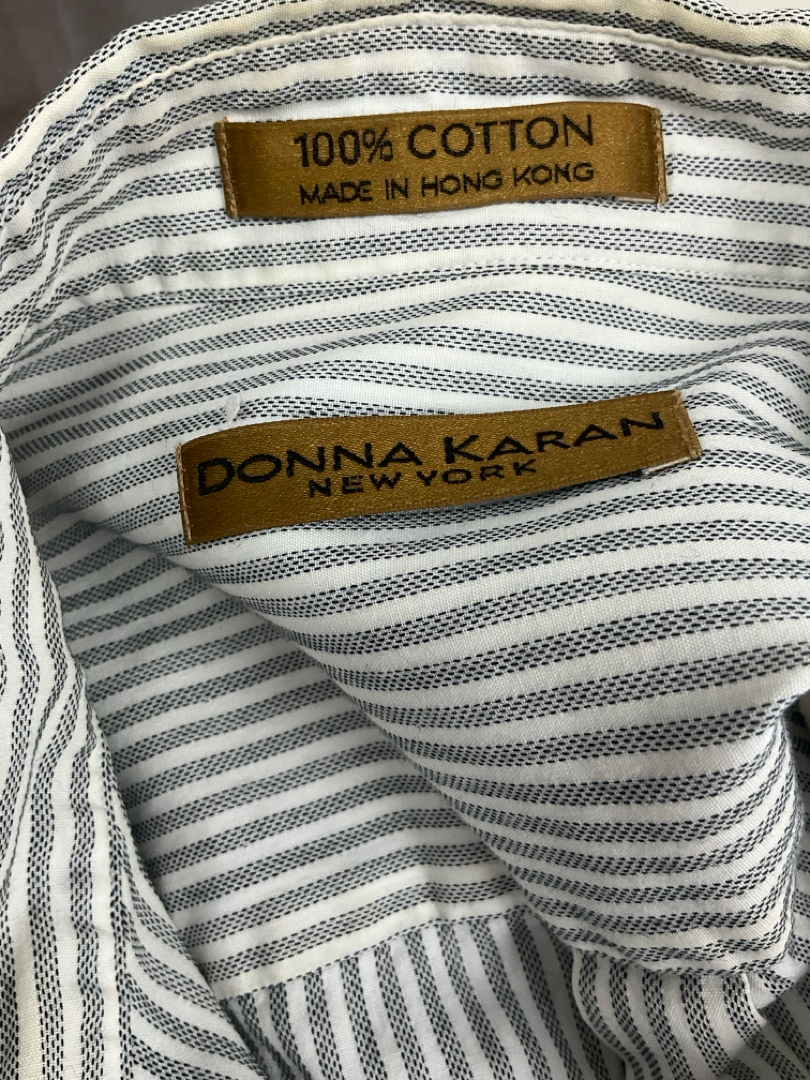 100% COTTON
MADE IN HONG KONG
DONNA KARAN
NEW YORK